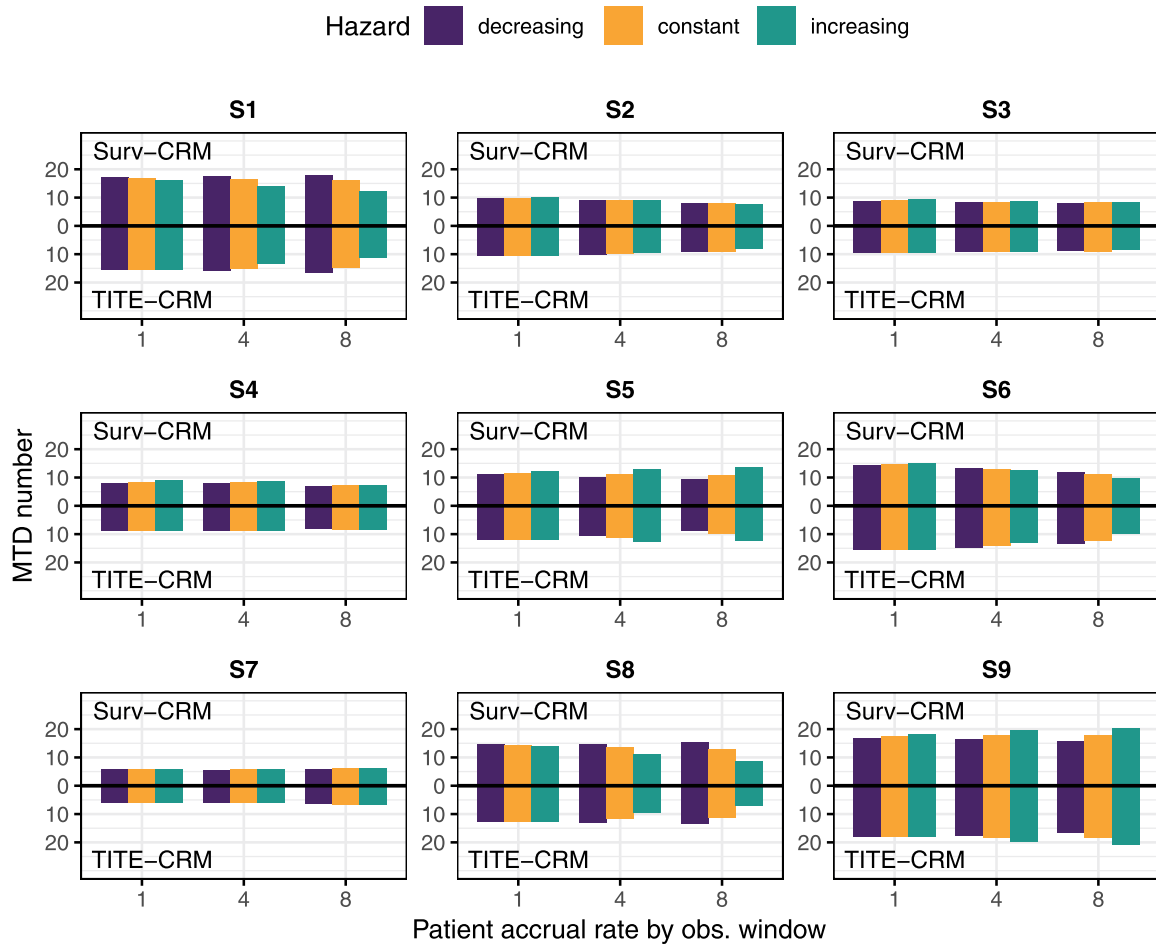 Hazard decreasing constant increasing
S1 S2 S3
Surv−CRM Surv−CRM Surv−CRM
20 20 20
10 10 10
0 0 0
10 10 10
20 20 20
TITE−CRM TITE−CRM TITE−CRM
1 4 8 1 4 8 1 4 8
S4 S5 S6
Surv−CRM Surv−CRM Surv−CRM
20 20 20
10 10 10
0 0 0
10 10 10
20 20 20
TITE−CRM TITE−CRM TITE−CRM
1 4 8 1 4 8 1 4 8
MTD number
S7 S8 S9
Surv−CRM Surv−CRM Surv−CRM
20 20 20
10 10 10
0 0 0
10 10 10
20 20 20
TITE−CRM TITE−CRM TITE−CRM
1 4 8 1 4 8 1 4 8
Patient accrual rate by obs. window